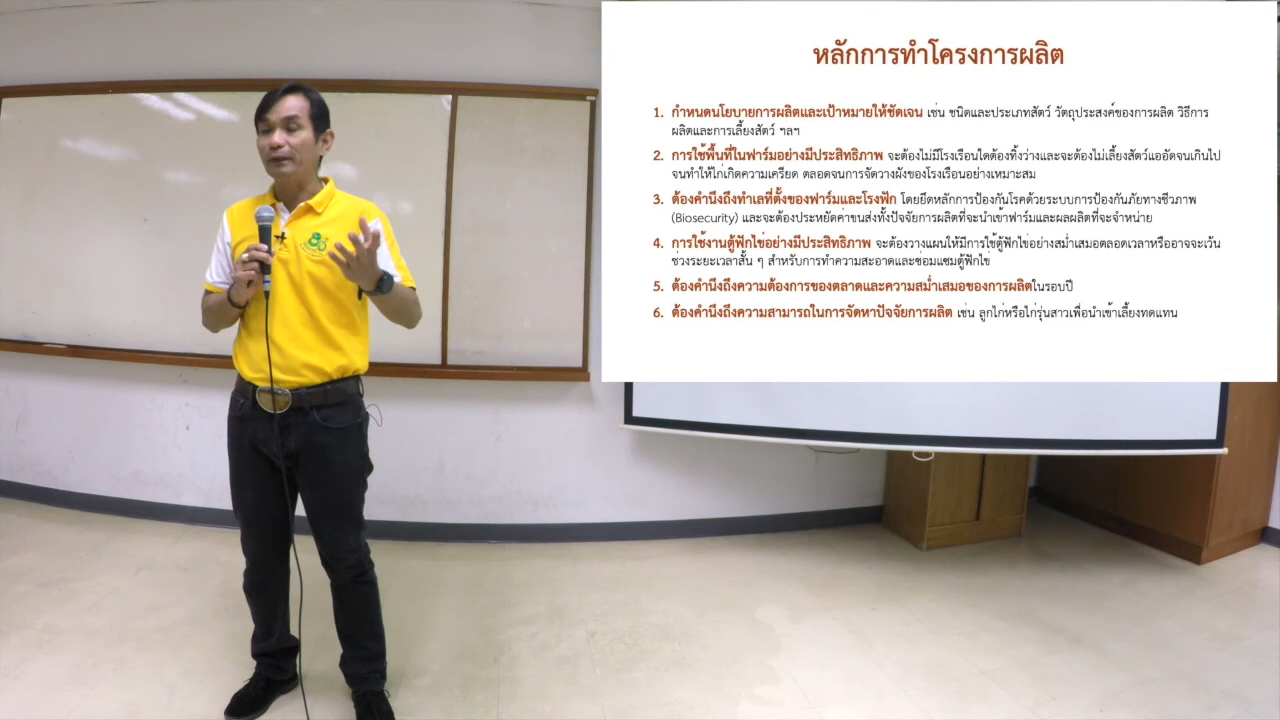 หลักการทำโครงการผลิต
1. กำหนดนโยบายการผลิตและเป้าหมายให้ชัดเจน เช่น ชนิดและประเภทสัตว์ วัตถุประสงค์ของการผลิต วิธีการ
ผลิตและการเลี้ยงสัตว์ ฯลฯ
2. การใช้พื้นที่ในฟาร์มอย่างมีประสิทธิภาพ จะต้องไม่มีโรงเรือนใดต้องทิ้งว่างและจะต้องไม่เลี้ยงสัตว์แออัดจนเกินไป
จนทำให้ไก่เกิดความเครียด ตลอดจนการจัดวางผังของโรงเรือนอย่างเหมาะสม
3. ต้องคำนึงถึงทำเลที่ตั้งของฟาร์มและโรงฟัก โดยยึดหลักการป้องกันโรคด้วยระบบการป้องกันภัยทางชีวภาพ
(Biosecurity) และจะต้องประหยัดค่าขนส่งทั้งปัจจัยการผลิตที่จะนำเข้าฟาร์มและผลผลิตที่จะจำหน่าย
4. การใช้งานตู้ฟักไข่อย่างมีประสิทธิภาพ จะต้องวางแผนให้มีการใช้ตู้ฟักไข่อย่างสม่ำเสมอตลอดเวลาหรืออาจจะเว้น
ช่วงระยะเวลาสั้น ๆ สำหรับการทำความสะอาดและซ่อมแซมตู้ฟักไข่
5. ต้องคำนึงถึงความต้องการของตลาดและความสม่ำเสมอของการผลิตในรอบปี
6. ต้องคำนึงถึงความสามารถในการจัดหาปัจจัยการผลิต เช่น ลูกไก่หรือไก่รุ่นสาวเพื่อนำเข้าเลี้ยงทดแทน